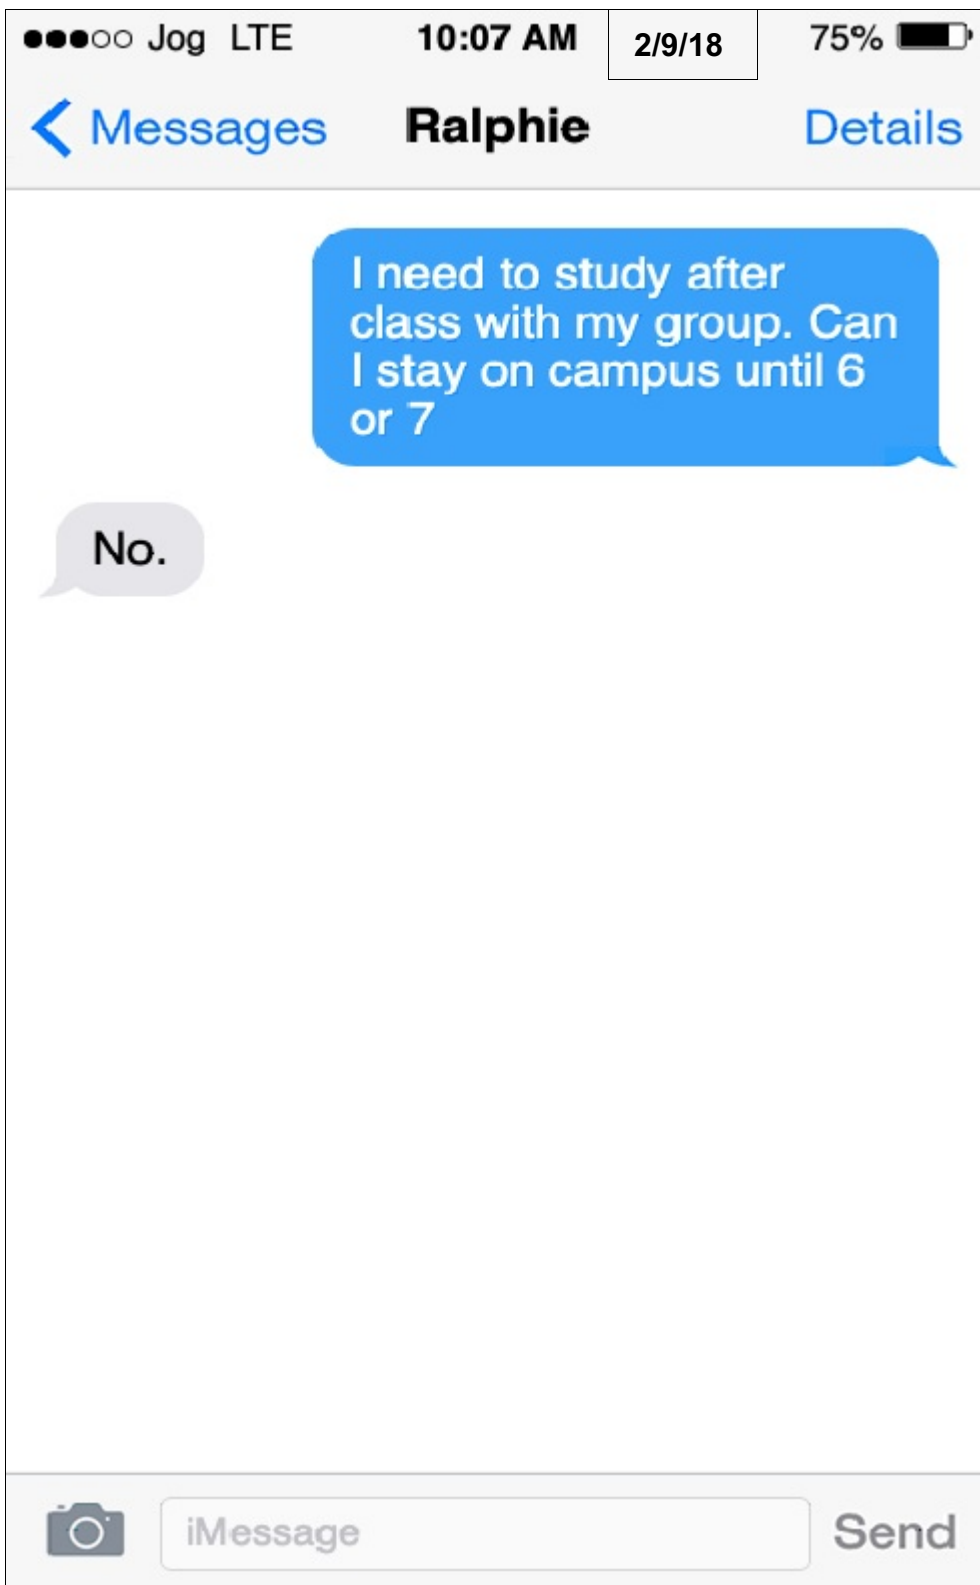 Jog LTE 10:07 AM 2/9/18 75%
Messages Ralphie Details
I need to study after
class with my group. Can
I stay on campus until 6
or 7
No.
iMessage Send